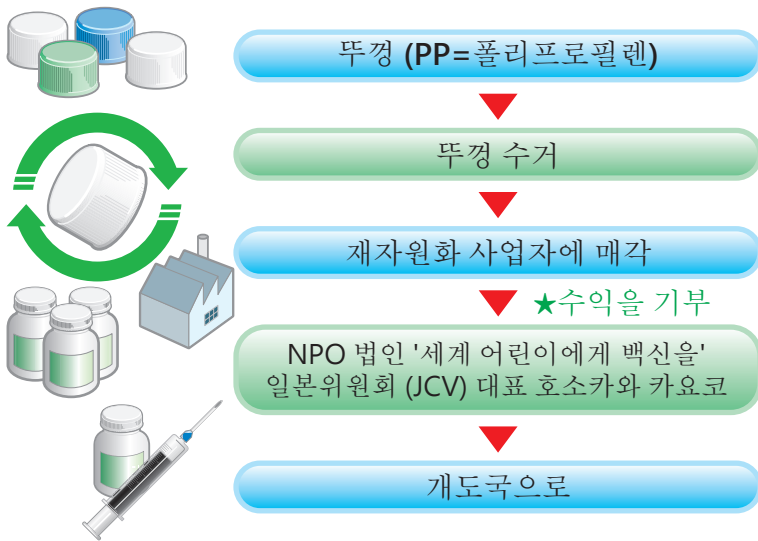 뚜껑 (PP=폴리프로필렌)
뚜껑 수거
재자원화 사업자에 매각
★수익을 기부
NPO 법인 '세계 어린이에게 백신을'
일본위원회 (JCV) 대표 호소카와 카요코
개도국으로